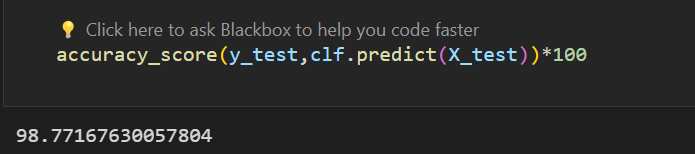 💡 Click here to ask Blackbox to help you code faster
accuracy_score(y_test,clf.predict(X_test))*100
98.77167630057804